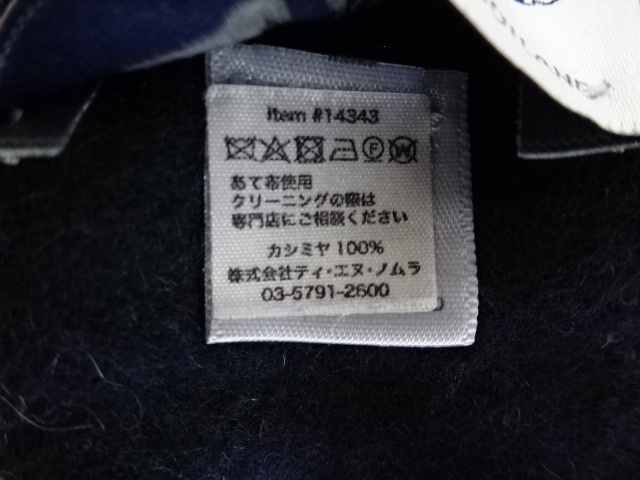 Item #14343
あて布使用
クリーニングの際は
専門店にご相談ください
カシミヤ 100%
株式会社ティ・エヌ・ノムラ
03-5791-2600